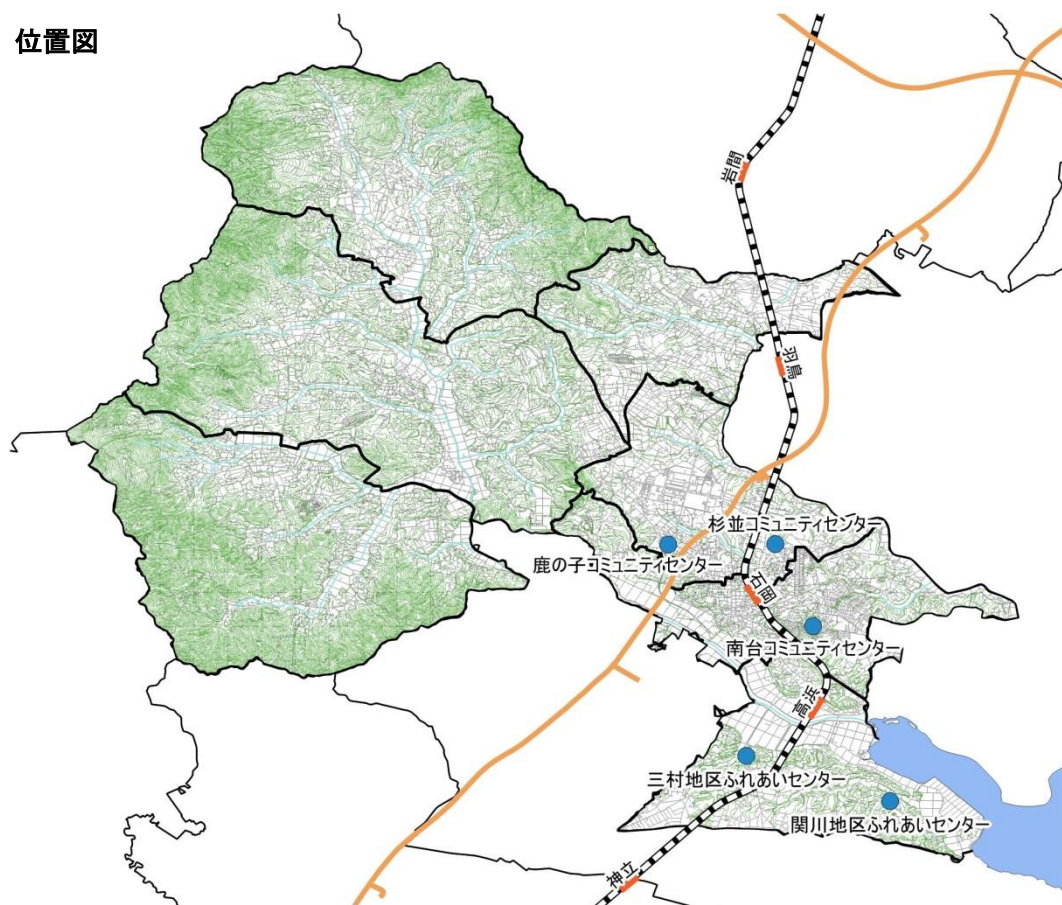 位置図
岩間
羽鳥
杉並コミュニティセンター
鹿の子コミュニティセンター
石岡
南台コミュニティセンター
高浜
三村地区ふれあいセンター
関川地区ふれあいセンター
神立